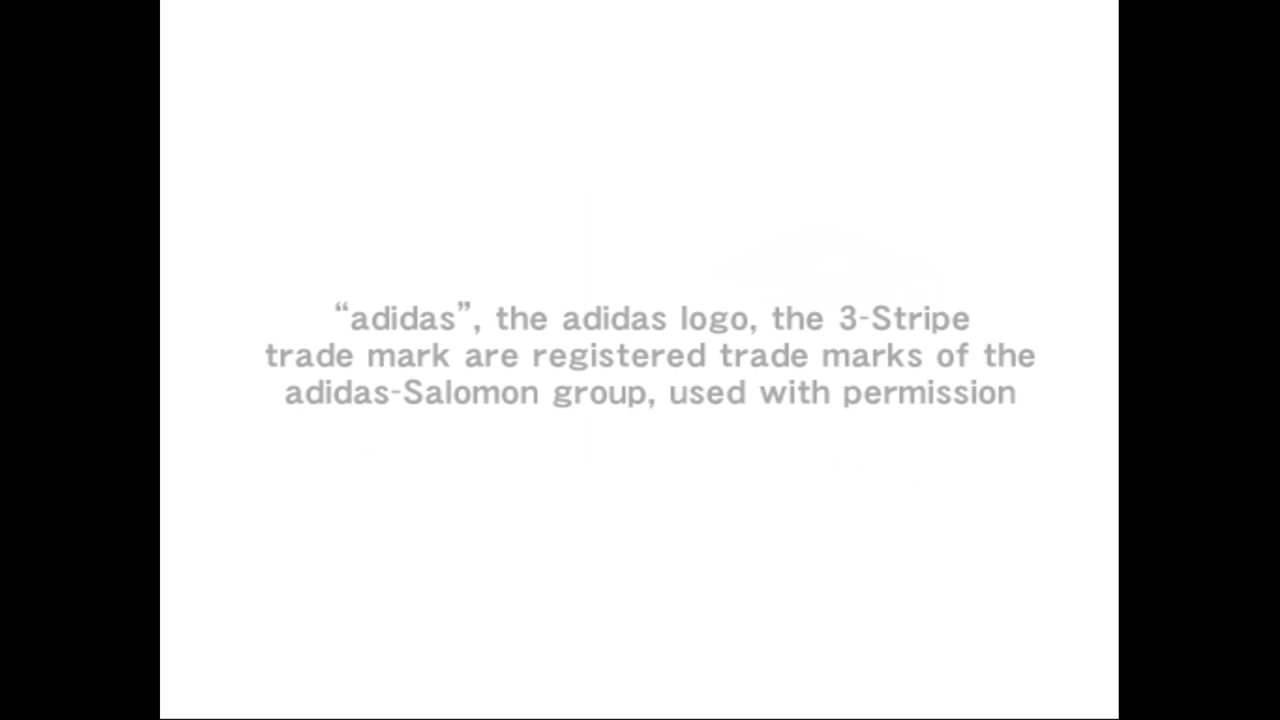 “adidas”, the adidas logo, the 3-Stripe
trade mark are registered trade marks of the
adidas-Salomon group, used with permission